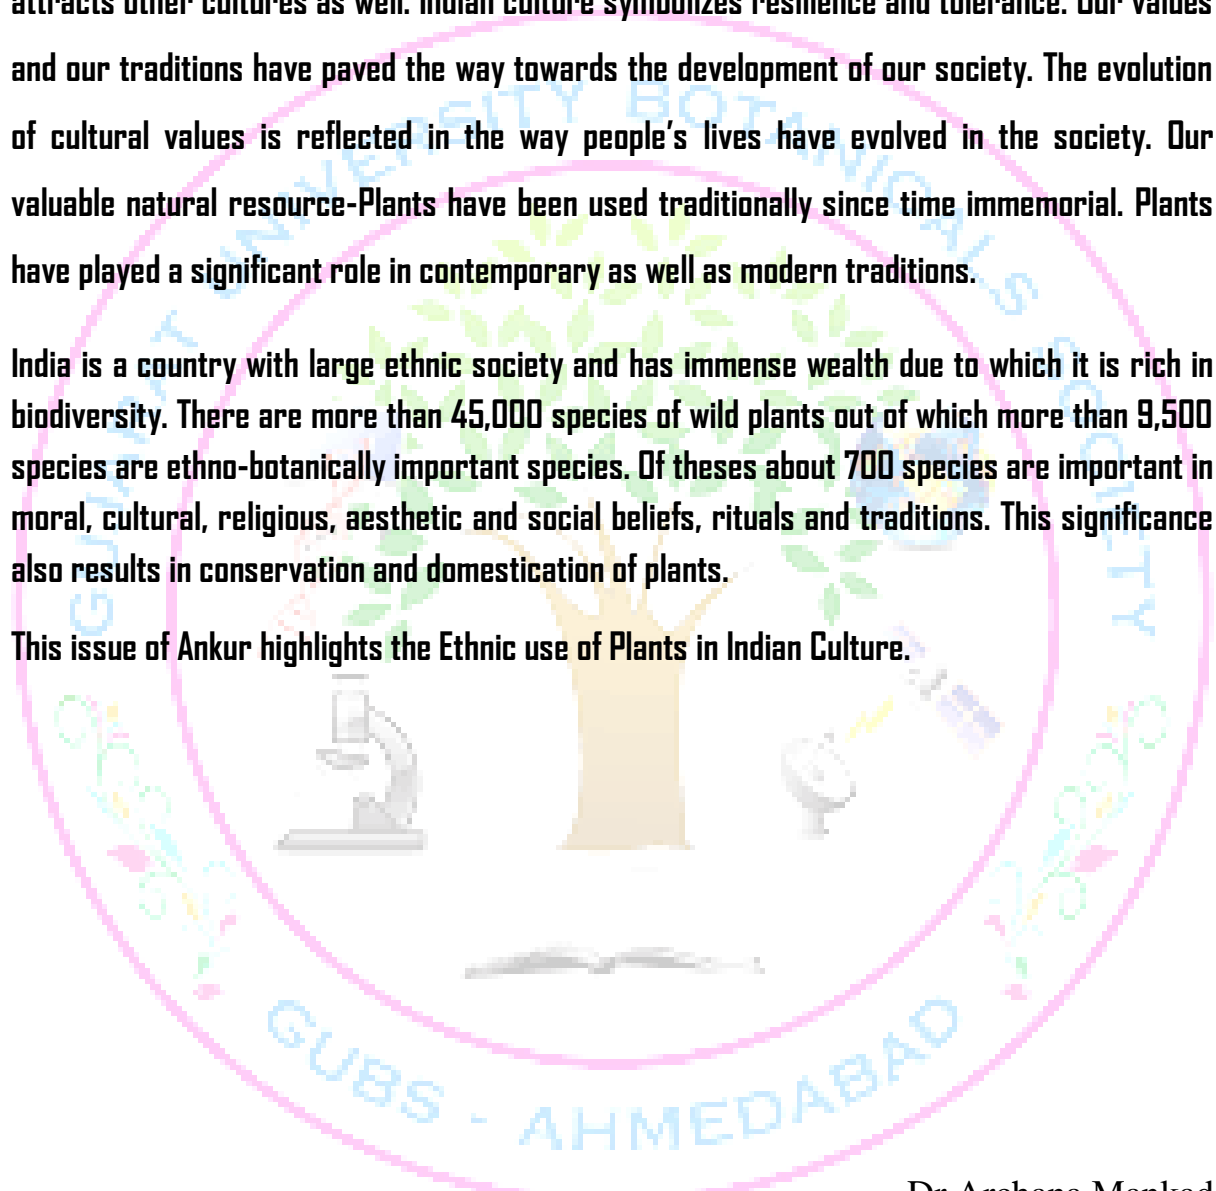 attracts other cultures as well. Indian culture symbolizes resilience and tolerance. Our values
and our traditions have paved the way towards the development of our society. The evolution
of cultural values is reflected in the way people's lives have evolved in the society. Our
valuable natural resource-Plants have been used traditionally since time immemorial. Plants
have played a significant role in contemporary as well as modern traditions.
India is a country with large ethnic society and has immense wealth due to which it is rich in
biodiversity. There are more than 45,000 species of wild plants out of which more than 9,500
species are ethno-botanically important species. Of theses about 700 species are important in
moral, cultural, religious, aesthetic and social beliefs, rituals and traditions. This significance
also results in conservation and domestication of plants.
This issue of Ankur highlights the Ethnic use of Plants in Indian Culture.
GUJARAT UNIVERSITY BOTANICAL SOCIETY
GUBS - AHMEDABAD
Dr Archana Mankad